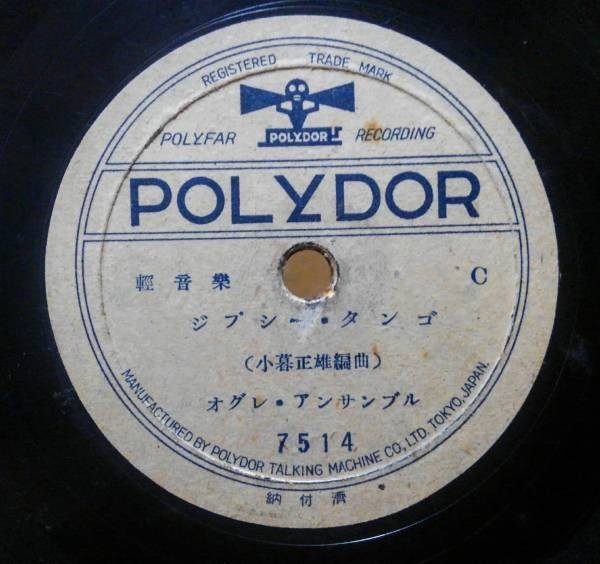 REGISTERED TRADE MARK
POLYFAR POLYDOR RECORDING
POLYDOR
輕音樂 C
ジプシー・タンゴ
(小暮正雄編曲)
オグレ・アンサンブル
7514
MANUFACTURED BY POLYDOR TALKING MACHINE CO., LTD. TOKYO, JAPAN.
納付濟